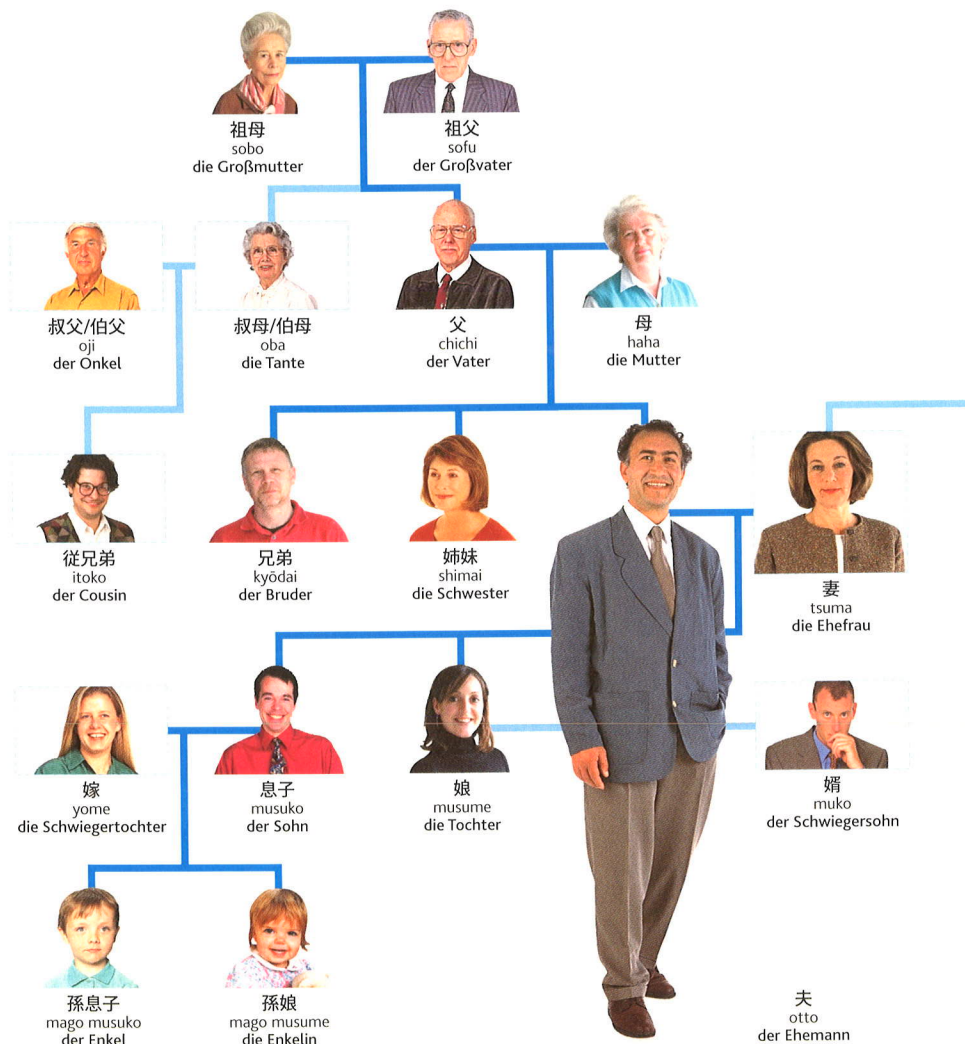 祖母
sobo
die Großmutter
祖父
sofu
der Großvater
叔父/伯父
oji
der Onkel
叔母/伯母
oba
die Tante
父
chichi
der Vater
母
haha
die Mutter
従兄弟
itoko
der Cousin
兄弟
kyōdai
der Bruder
姉妹
shimai
die Schwester
妻
tsuma
die Ehefrau
嫁
yome
die Schwiegertochter
息子
musuko
der Sohn
娘
musume
die Tochter
婿
muko
der Schwiegersohn
孫息子
mago musuko
der Enkel
孫娘
mago musume
die Enkelin
夫
otto
der Ehemann